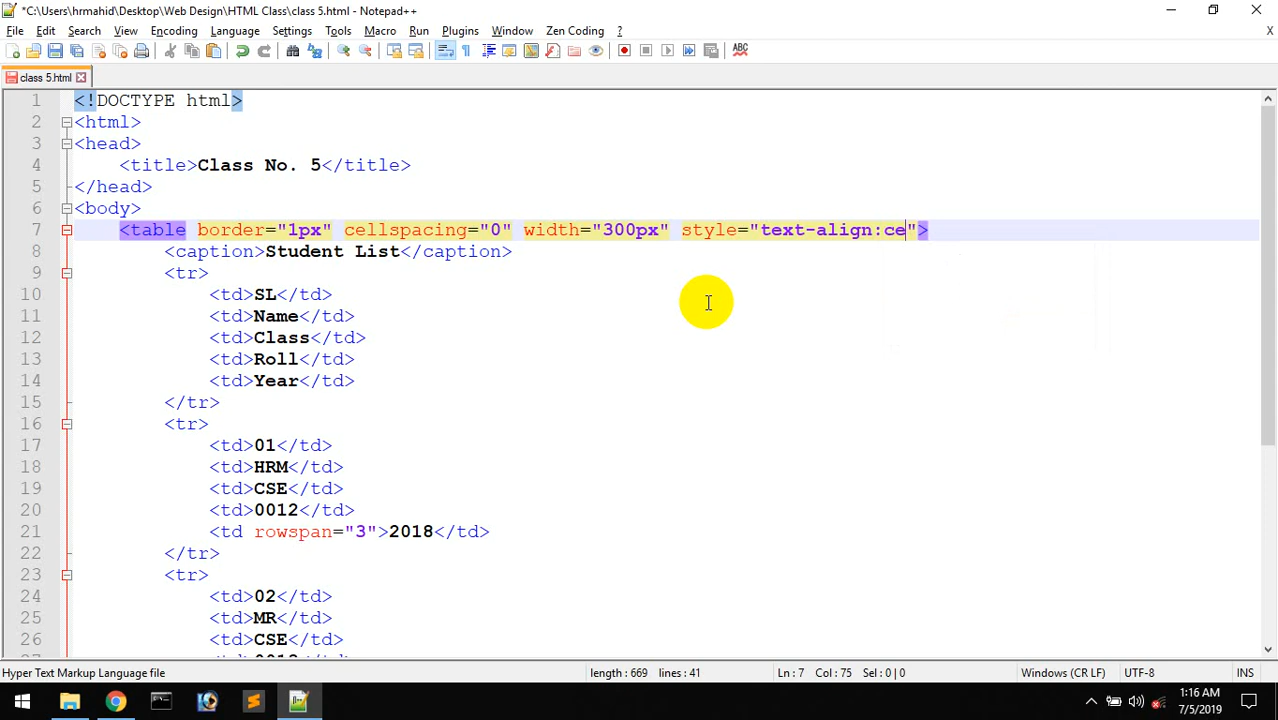 *C:\Users\hrmahid\Desktop\Web Design\HTML Class\class 5.html - Notepad++
File Edit Search View Encoding Language Settings Tools Macro Run Plugins Window Zen Coding ? X
ABC
class 5.html
1 <!DOCTYPE html>
2 <html>
3 <head>
4 <title>Class No. 5</title>
5 </head>
6 <body>
7 <table border="1px" cellspacing="0" width="300px" style="text-align:ce">
8 <caption>Student List</caption>
9 <tr>
10 <td>SL</td>
11 <td>Name</td>
12 <td>Class</td>
13 <td>Roll</td>
14 <td>Year</td>
15 </tr>
16 <tr>
17 <td>01</td>
18 <td>HRM</td>
19 <td>CSE</td>
20 <td>0012</td>
21 <td rowspan="3">2018</td>
22 </tr>
23 <tr>
24 <td>02</td>
25 <td>MR</td>
26 <td>CSE</td>
Hyper Text Markup Language file length : 669 lines : 41 Ln : 7 Col : 75 Sel : 0 | 0 Windows (CR LF) UTF-8 INS
1:16 AM
7/5/2019